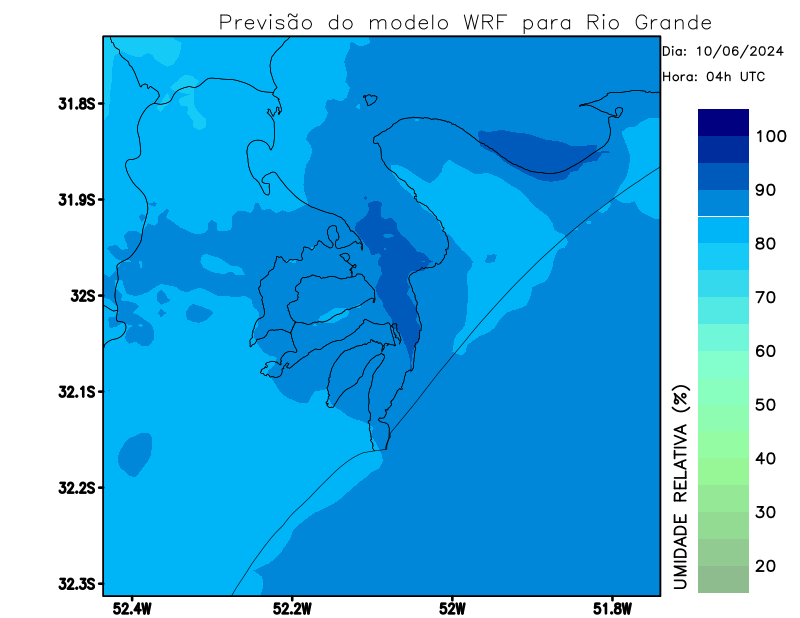 Previsão do modelo WRF para Rio Grande
Dia: 10/06/2024
Hora: 04h UTC
31.8S
31.9S
32S
32.1S
32.2S
32.3S
52.4W
52.2W
52W
51.8W
UMIDADE RELATIVA (%)
100
90
80
70
60
50
40
30
20